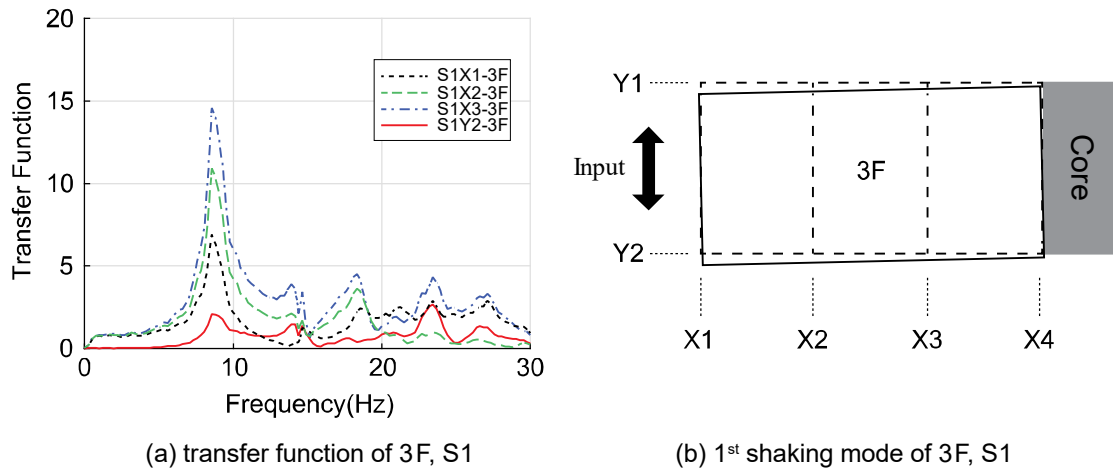 20
15
10
5
0
Transfer Function
S1X1-3F
S1X2-3F
S1X3-3F
S1Y2-3F
0
10
20
30
Frequency(Hz)
(a) transfer function of 3F, S1
Y1
Input
3F
Core
Y2
X1
X2
X3
X4
(b) 1st shaking mode of 3F, S1